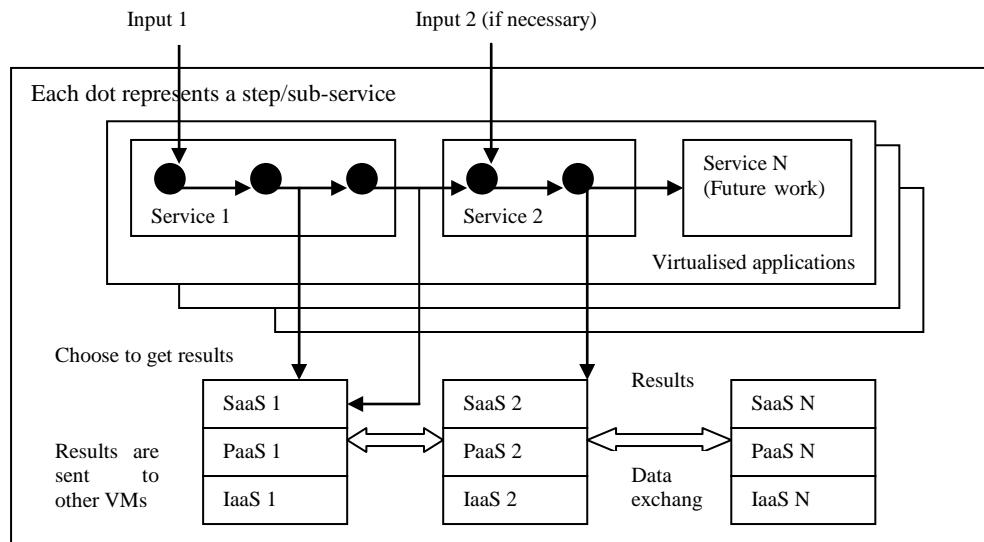 Input 1
Input 2 (if necessary)
Each dot represents a step/sub-service
Service 1
Service 2
Service N
(Future work)
Virtualised applications
Choose to get results
Results are
sent to
other VMs
SaaS 1
PaaS 1
IaaS 1
SaaS 2
PaaS 2
IaaS 2
Results
Data
exchang
SaaS N
PaaS N
IaaS N